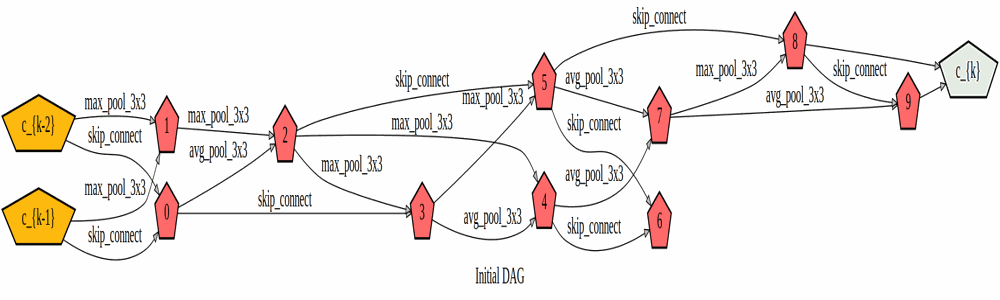 skip_connect
8
c_{k}
skip_connect
5
avg_pool_3x3
max_pool_3x3
skip_connect
9
c_{k-2}
max_pool_3x3
1
max_pool_3x3
2
max_pool_3x3
max_pool_3x3
avg_pool_3x3
7
skip_connect
avg_pool_3x3
skip_connect
max_pool_3x3
avg_pool_3x3
max_pool_3x3
c_{k-1}
0
skip_connect
3
avg_pool_3x3
4
skip_connect
6
skip_connect
Initial DAG